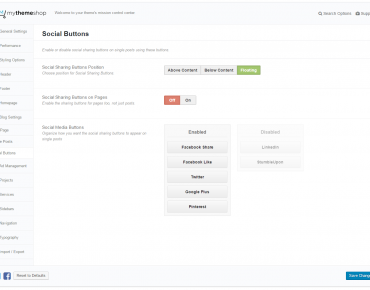 mythemeshop
Welcome to your theme's mission control center
Search Options
General Settings
Performance
Styling Options
Header
Footer
Homepage
Blog Settings
Page
Buttons
Ad Management
Projects
Services
Sidebars
Navigation
Typography
Import / Export
Social Buttons
Enable or disable social sharing buttons on single posts using these buttons.
Social Sharing Buttons Position
Choose position for Social Sharing Buttons
Above Content
Below Content
Floating
Social Sharing Buttons on Pages
Enable the sharing buttons for pages too, not just posts
Off
On
Social Media Buttons
Organize how you want the social sharing buttons to appear on
single posts
Enabled
Facebook Share
Facebook Like
Twitter
Google Plus
Pinterest
Disabled
LinkedIn
StumbleUpon
Reset to Defaults
Save Chang